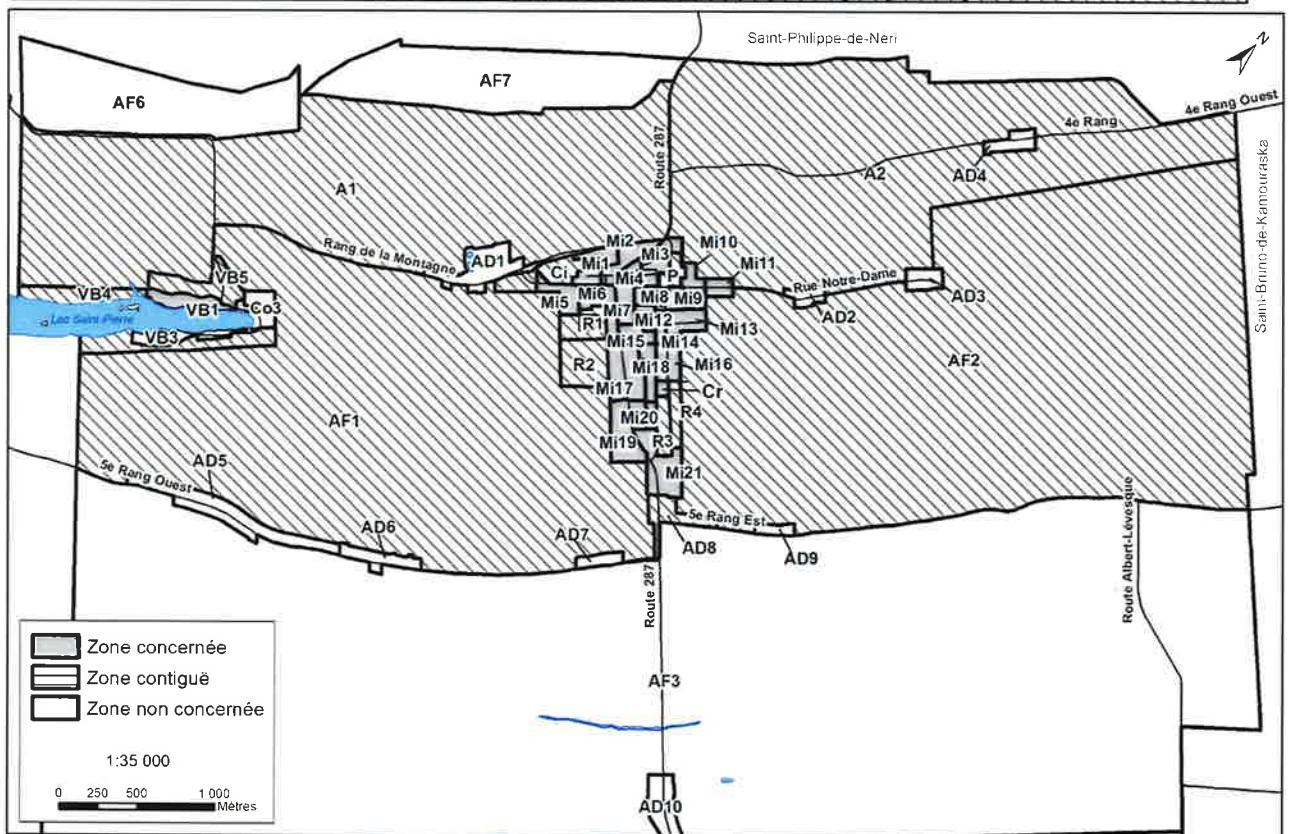 Saint-Philippe-de-Neri
N
AF6
AF7
4e Rang Ouest
4e Rang
Route 287
A1
A2
AD4
Saint-Bruno-de-Kamouraska
Rang de la Montagne
AD1
Mi2
Mi3
Mi10
Ci
Mi1
Mi4
P
Mi11
Rue Notre-Dame
AD3
AD2
VB5
VB4
VB1
Co3
Lac Saint-Pierre
VB3
Mi5
Mi6
Mi8
Mi9
Mi7
R1
Mi12
Mi13
Mi15
Mi14
R2
Mi18
Mi16
Mi17
Cr
AF2
AF1
Mi20
R4
Mi19
R3
Mi21
AD5
5e Rang Ouest
AD6
AD7
5e Rang Est
AD8
AD9
Route 287
Route Albert-Lévesque
Zone concernée
Zone contiguë
Zone non concernée
1:35 000
0 250 500 1 000
Mètres
AF3
AD10